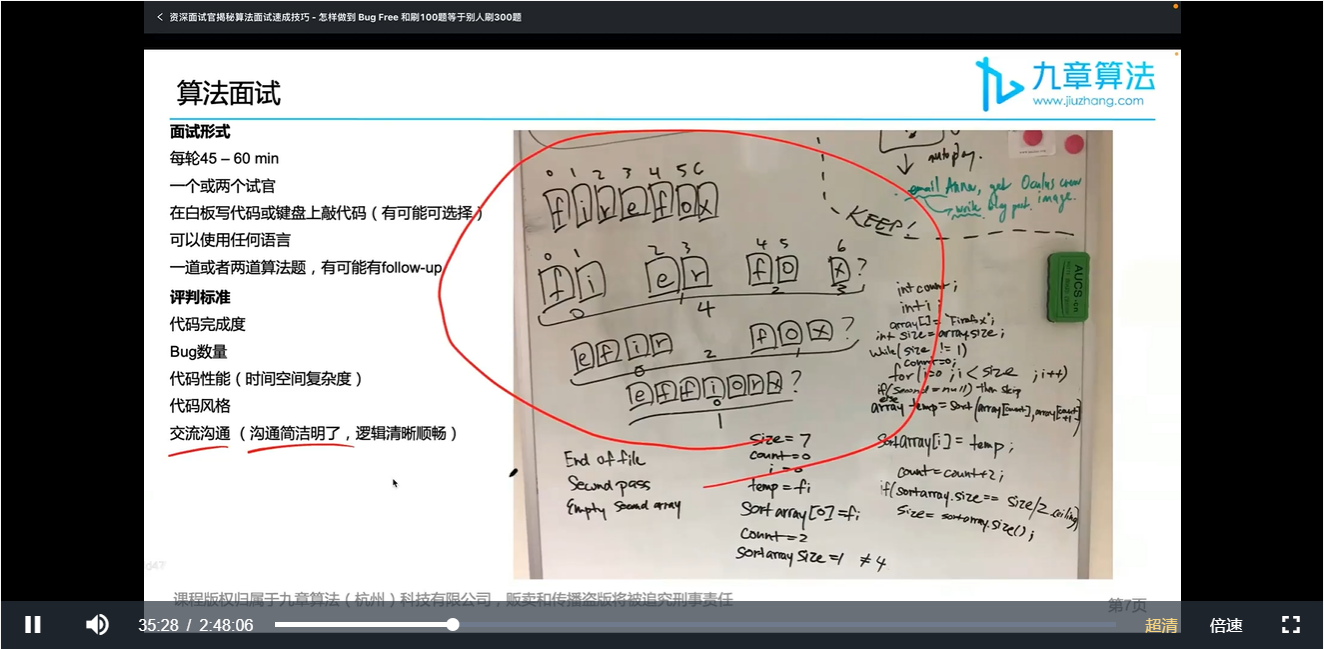 资深面试官揭秘算法面试速成技巧 - 怎样做到 Bug Free 和刷100题等于别人刷300题
算法面试
九章算法
www.jiuzhang.com
面试形式
每轮45 – 60 min
一个或两个试官
在白板写代码或键盘上敲代码（有可能可选择）
可以使用任何语言
一道或者两道算法题，有可能有follow-up
评判标准
代码完成度
Bug数量
代码性能（时间空间复杂度）
代码风格
交流沟通 （沟通简洁明了，逻辑清晰顺畅）
autoplay.
email Anna, get Oculus
write blog post. image.
KEEP!
0 1 2 3 4 5 6
f i r e f o x
0 1 2 3 4 5 6
f i e r f o x ?
0 1 2 3
4
e f i r f o x ?
0 2 1
e f f i o r x ?
0
1
AUCS-on
int count;
int i;
array[] = "Firefox";
int size = array.size;
while(size != 1)
count=0;
for(i=0; i<size ; i++)
if(second = null) then skip
else
array temp = sort(array[count], array[count+1])
sortarray[i] = temp;
count=count+2;
if(sortarray.size == size/2.ceiling)
size= sortarray.size();
End of file
Second pass
Empty second array
size = 7
count=0
i = 0
temp = fi
Sortarray[0]=fi
count=2
Sortarray size =1 ≠ 4
d47
课程版权归属于九章算法（杭州）科技有限公司，贩卖和传播盗版将被追究刑事责任
第7页
35:28 / 2:48:06
超清
倍速